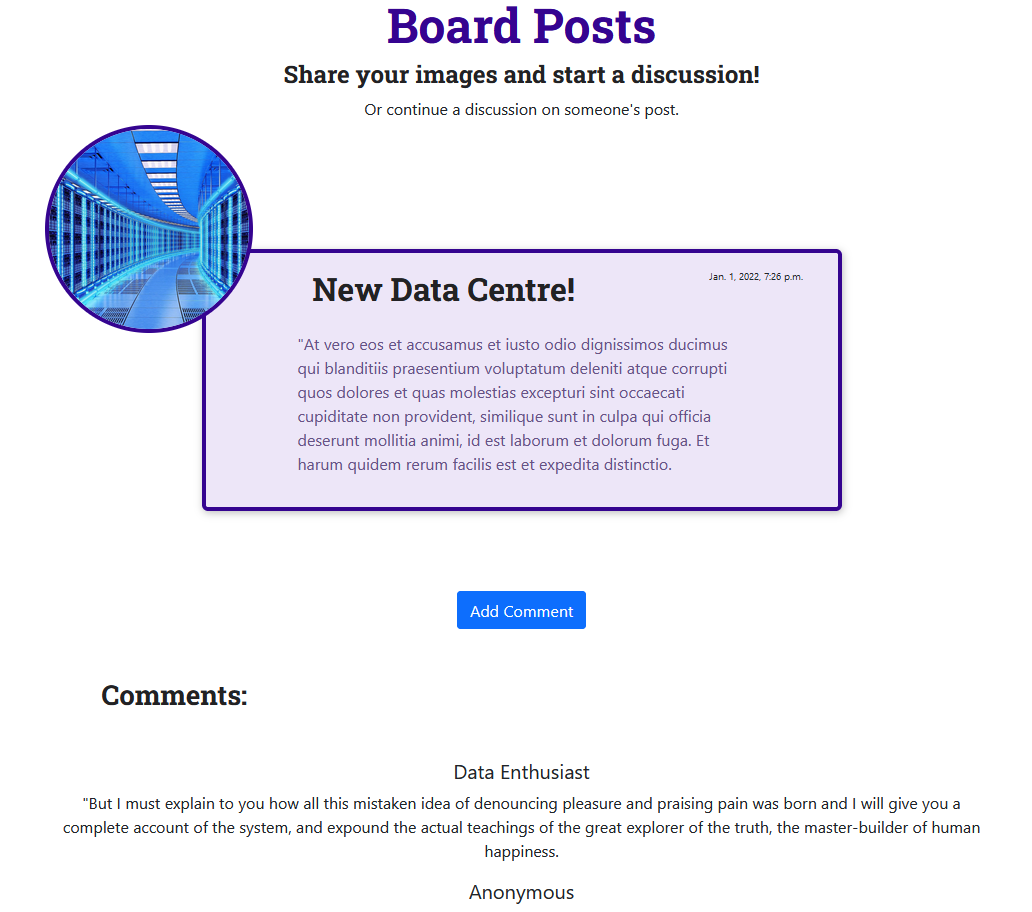 Board Posts
Share your images and start a discussion!
Or continue a discussion on someone's post.
New Data Centre!
Jan. 1, 2022, 7:26 p.m.
"At vero eos et accusamus et iusto odio dignissimos ducimus
qui blanditiis praesentium voluptatum deleniti atque corrupti
quos dolores et quas molestias excepturi sint occaecati
cupiditate non provident, similique sunt in culpa qui officia
deserunt mollitia animi, id est laborum et dolorum fuga. Et
harum quidem rerum facilis est et expedita distinctio.
Add Comment
Comments:
Data Enthusiast
"But I must explain to you how all this mistaken idea of denouncing pleasure and praising pain was born and I will give you a
complete account of the system, and expound the actual teachings of the great explorer of the truth, the master-builder of human
happiness.
Anonymous